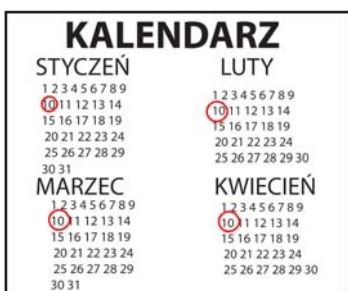 KALENDARZ
STYCZEŃ
1 2 3 4 5 6 7 8 9
10 11 12 13 14
15 16 17 18 19
20 21 22 23 24
25 26 27 28 29
30 31
LUTY
1 2 3 4 5 6 7 8 9
10 11 12 13 14
15 16 17 18 19
20 21 22 23 24
25 26 27 28 29 30
MARZEC
1 2 3 4 5 6 7 8 9
10 11 12 13 14
15 16 17 18 19
20 21 22 23 24
25 26 27 28 29
30 31
KWIECIEŃ
1 2 3 4 5 6 7 8 9
10 11 12 13 14
15 16 17 18 19
20 21 22 23 24
25 26 27 28 29 30